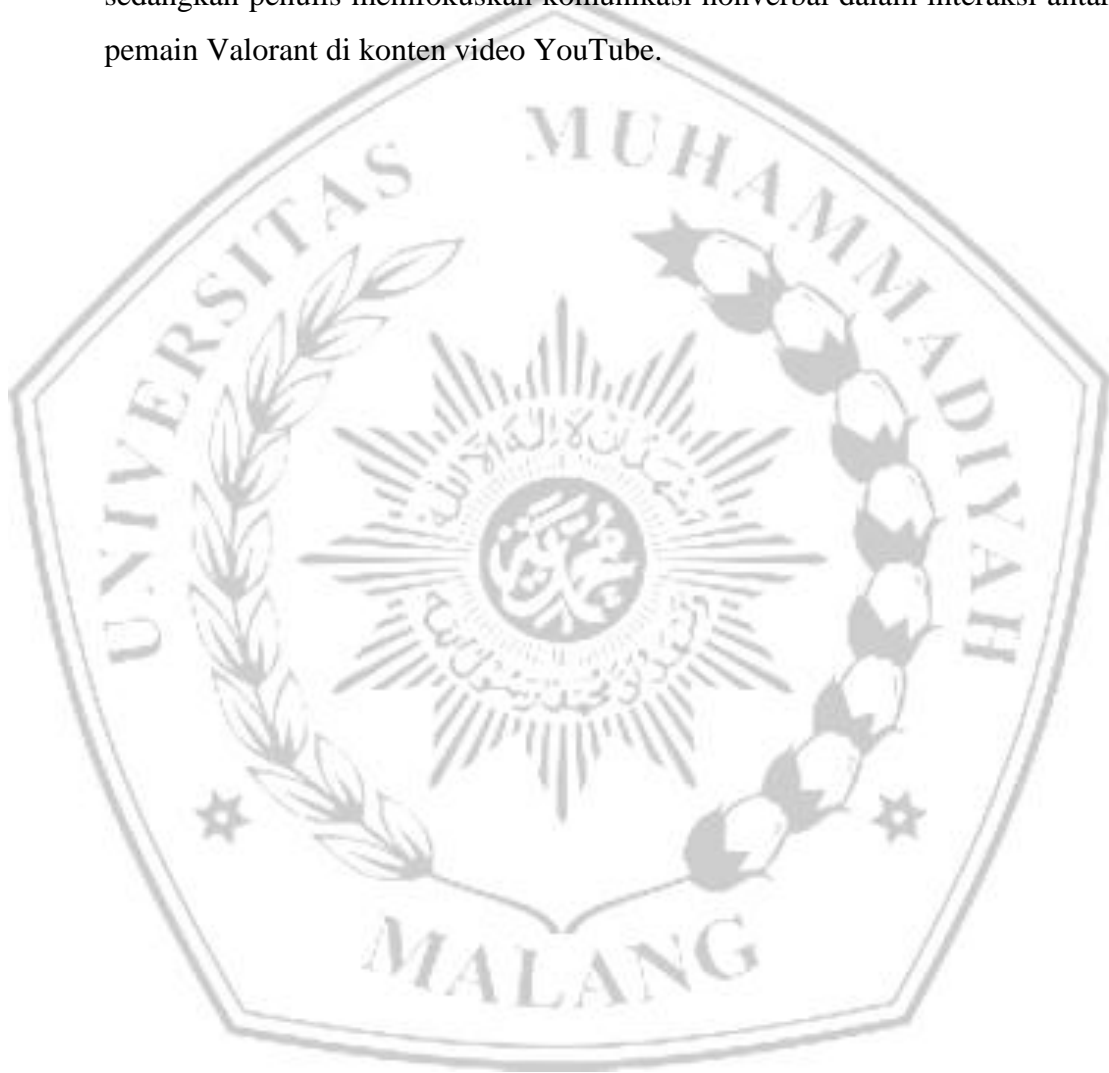 sedangkan penulis memfokuskan komunikasi nonverbal dalam interaksi antar
pemain Valorant di konten video YouTube.
UNIVERSITAS MUHAMMADIYAH
MALANG